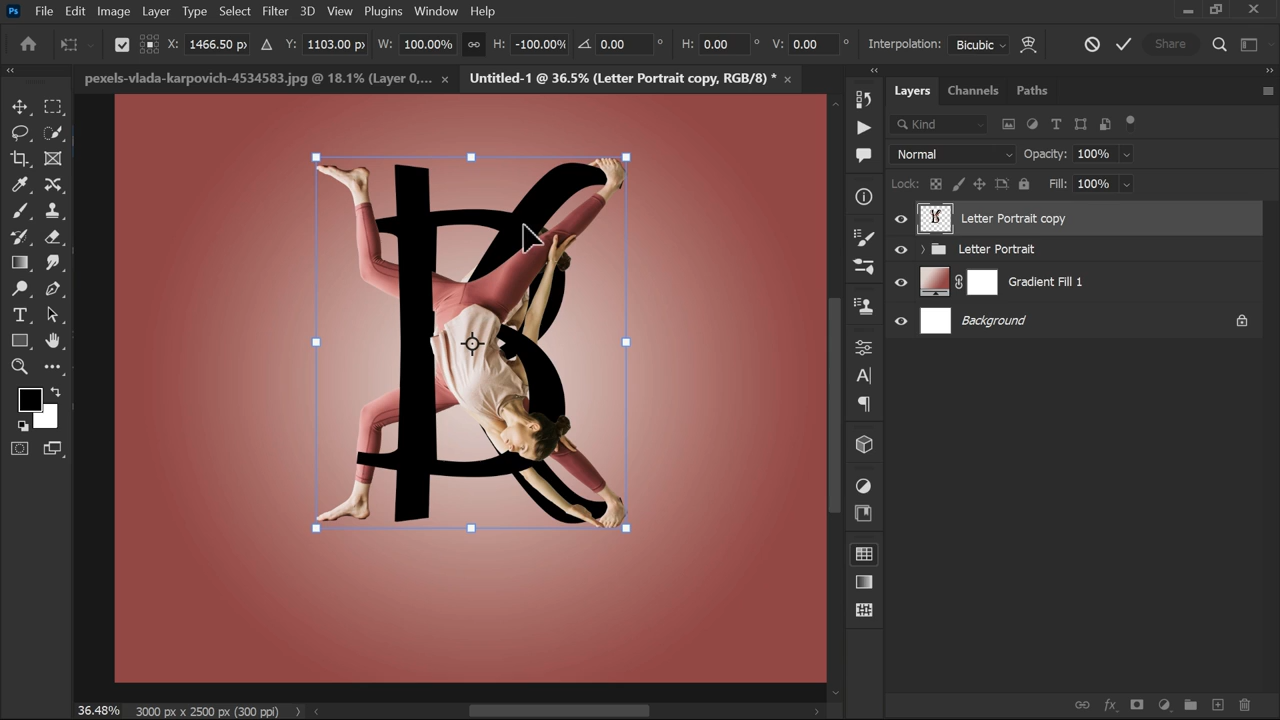 Ps File Edit Image Layer Type Select Filter 3D View Plugins Window Help
X: 1466.50 px Y: 1103.00 px W: 100.00% H: -100.00% 0.00 ° H: 0.00 ° V: 0.00 ° Interpolation: Bicubic Share
pexels-vlada-karpovich-4534583.jpg @ 18.1% (Layer 0,... × Untitled-1 @ 36.5% (Letter Portrait copy, RGB/8) * ×
Layers Channels Paths
Kind
Normal Opacity: 100%
Lock: Fill: 100%
Letter Portrait copy
Letter Portrait
Gradient Fill 1
Background
36.48% 3000 px x 2500 px (300 ppi)